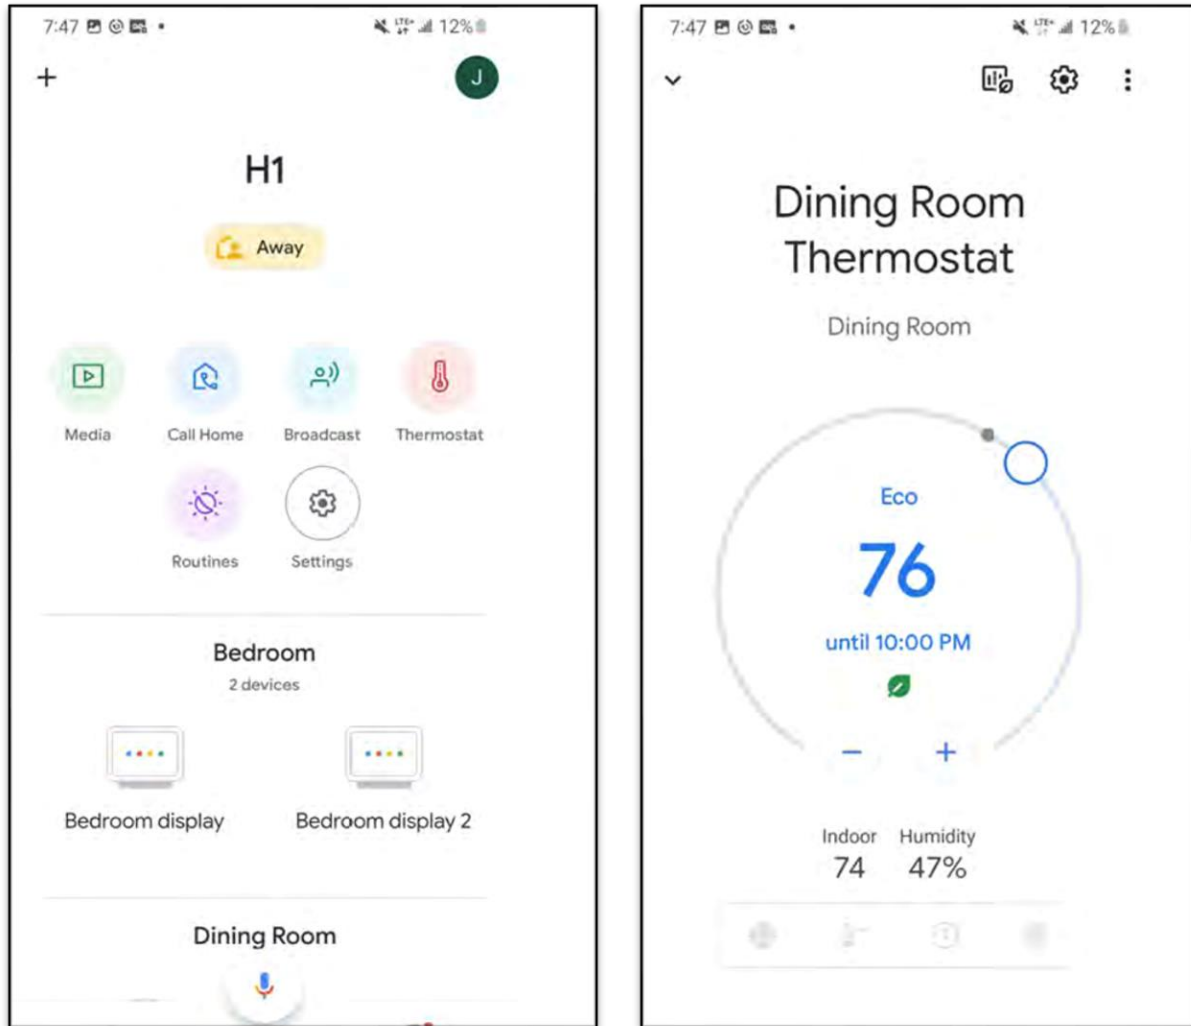 7:47
LTE+
12%
+
J
H1
Away
Media
Call Home
Broadcast
Thermostat
Routines
Settings
Bedroom
2 devices
Bedroom display
Bedroom display 2
Dining Room
7:47
LTE+
12%
Dining Room
Thermostat
Dining Room
Eco
76
until 10:00 PM
− +
Indoor Humidity
74 47%